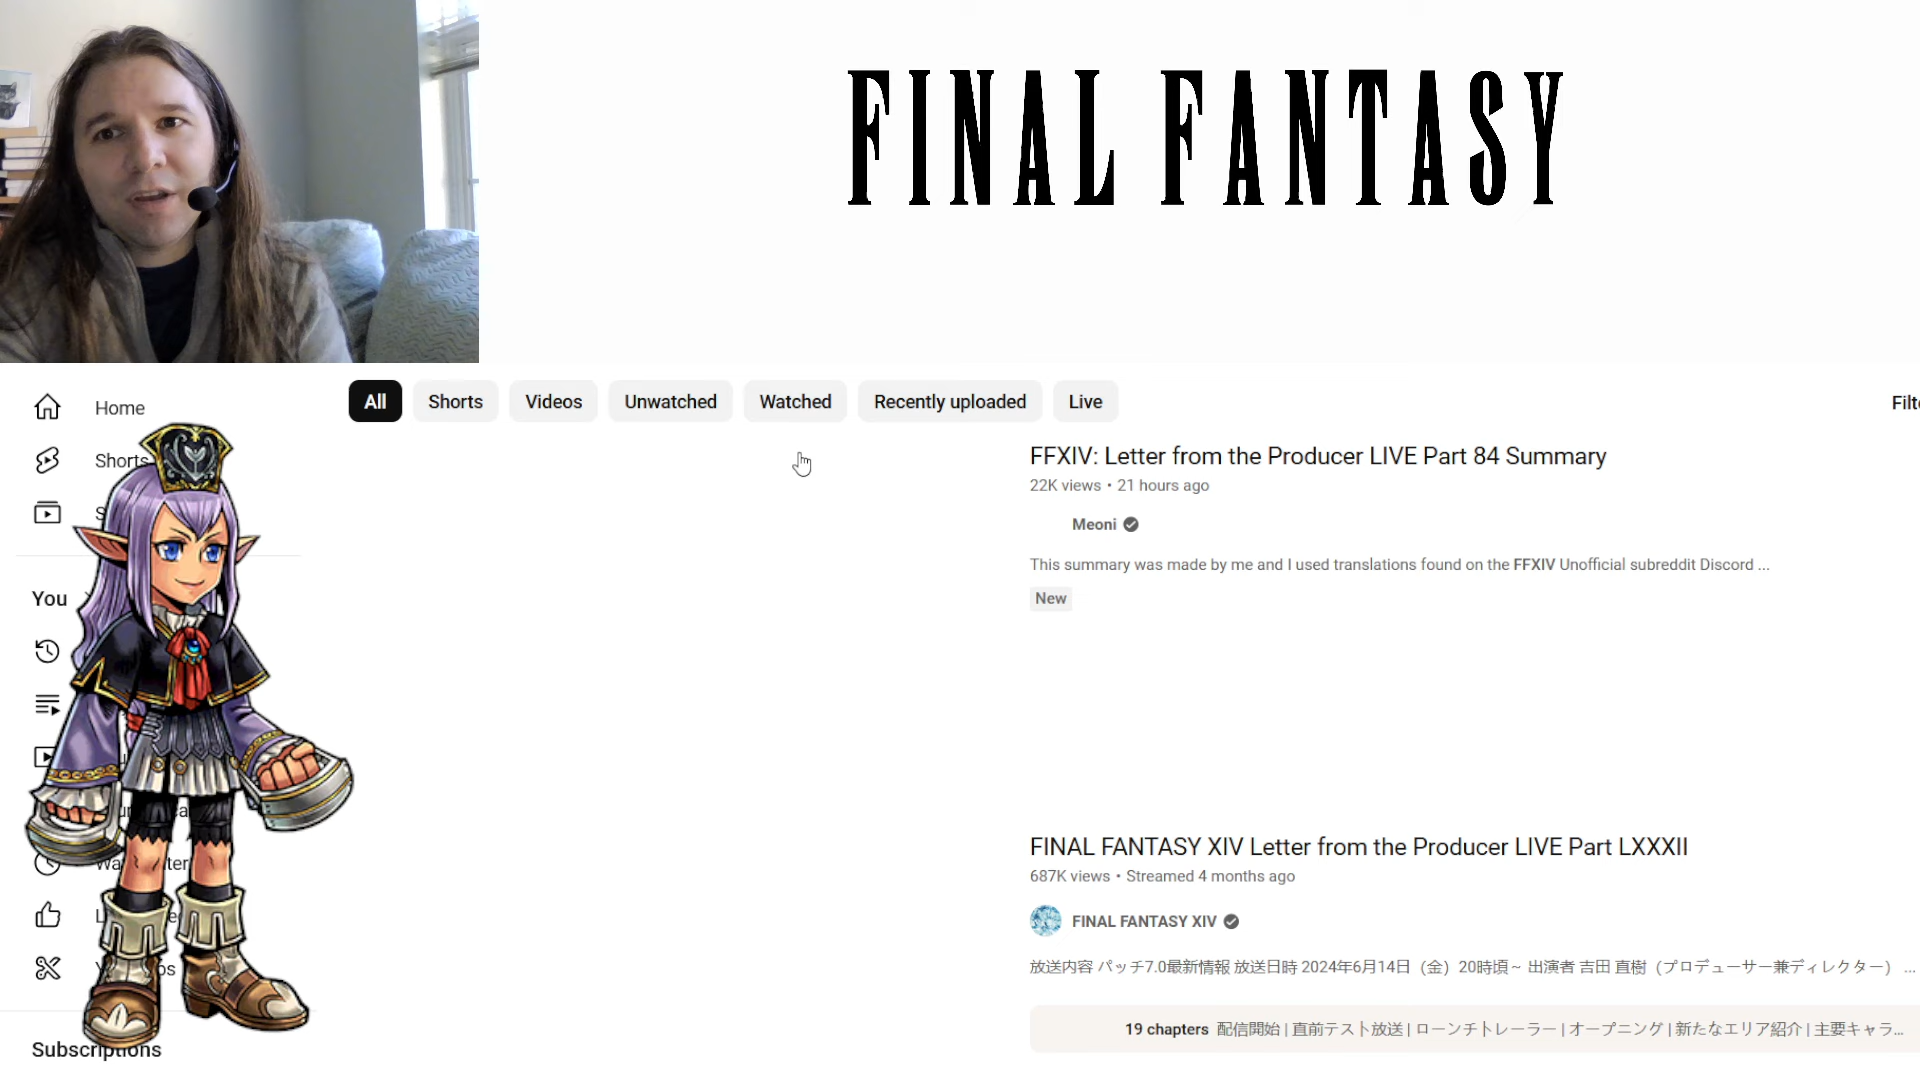 FINAL FANTASY
All
Shorts
Videos
Unwatched
Watched
Recently uploaded
Live
Home
Shorts
You
Subscriptions
FFXIV: Letter from the Producer LIVE Part 84 Summary
22K views • 21 hours ago
Meoni
This summary was made by me and I used translations found on the FFXIV Unofficial subreddit Discord ...
New
FINAL FANTASY XIV Letter from the Producer LIVE Part LXXXII
687K views • Streamed 4 months ago
FINAL FANTASY XIV
放送内容 パッチ7.0最新情報 放送日時 2024年6月14日（金）20時頃～ 出演者 吉田 直樹（プロデューサー兼ディレクター） ...
19 chapters 配信開始 | 直前テスト放送 | ローンチトレーラー | オープニング | 新たなエリア紹介 | 主要キャラ...